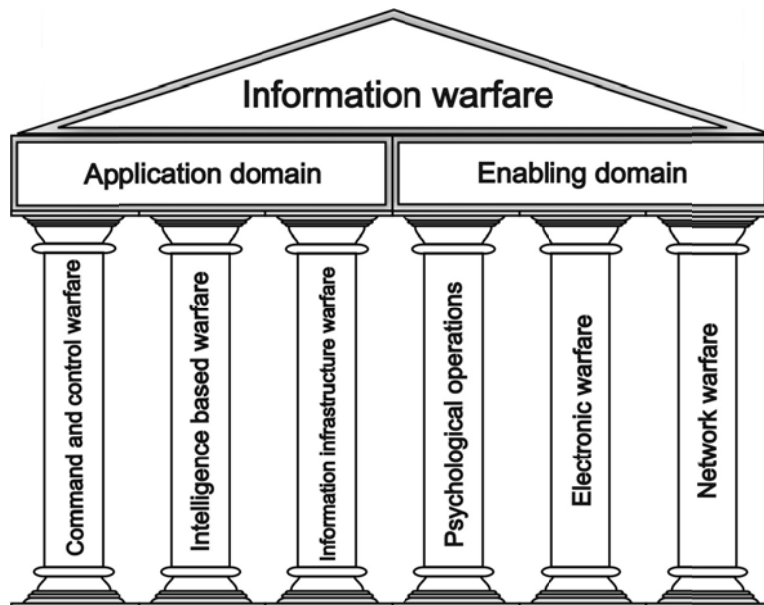 Information warfare
Application domain
Enabling domain
Command and control warfare
Intelligence based warfare
Information infrastructure warfare
Psychological operations
Electronic warfare
Network warfare